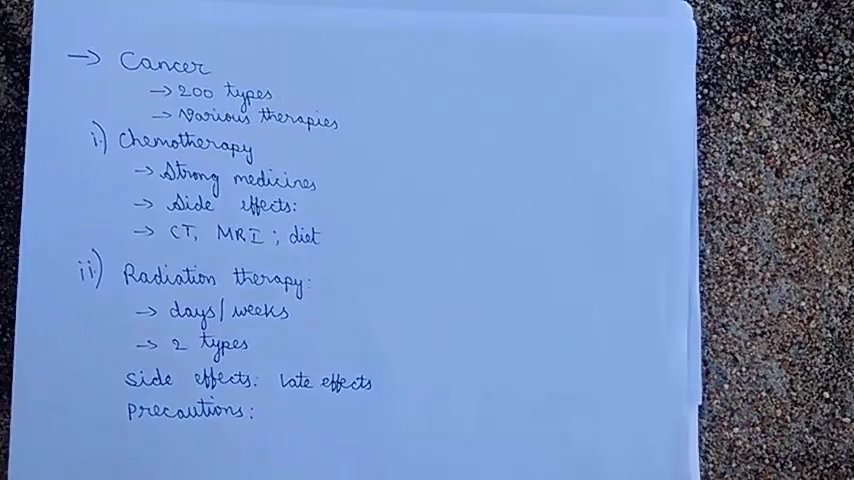 → Cancer
→ 200 types
→ Various therapies
i) Chemotherapy
→ Strong medicines
→ Side effects:
→ CT, MRI; diet
ii) Radiation therapy:
→ days/weeks
→ 2 types
Side effects: Late effects
Precautions: